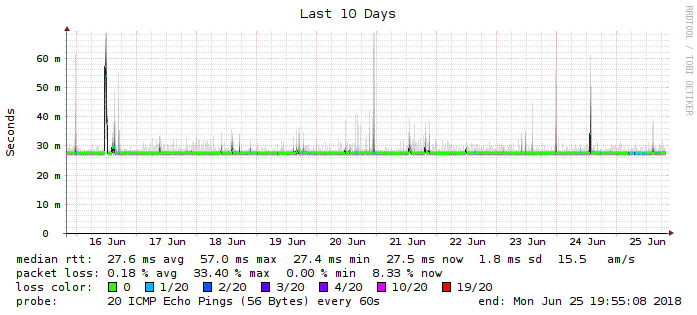 Last 10 Days
RRDTOOL / TOBI OETIKER
Seconds
60 m
50 m
40 m
30 m
20 m
10 m
0
16 Jun 17 Jun 18 Jun 19 Jun 20 Jun 21 Jun 22 Jun 23 Jun 24 Jun 25 Jun
median rtt: 27.6 ms avg 57.0 ms max 27.4 ms min 27.5 ms now 1.8 ms sd 15.5 am/s
packet loss: 0.18 % avg 33.40 % max 0.00 % min 8.33 % now
loss color: 0 1/20 2/20 3/20 4/20 10/20 19/20
probe: 20 ICMP Echo Pings (56 Bytes) every 60s end: Mon Jun 25 19:55:08 2018